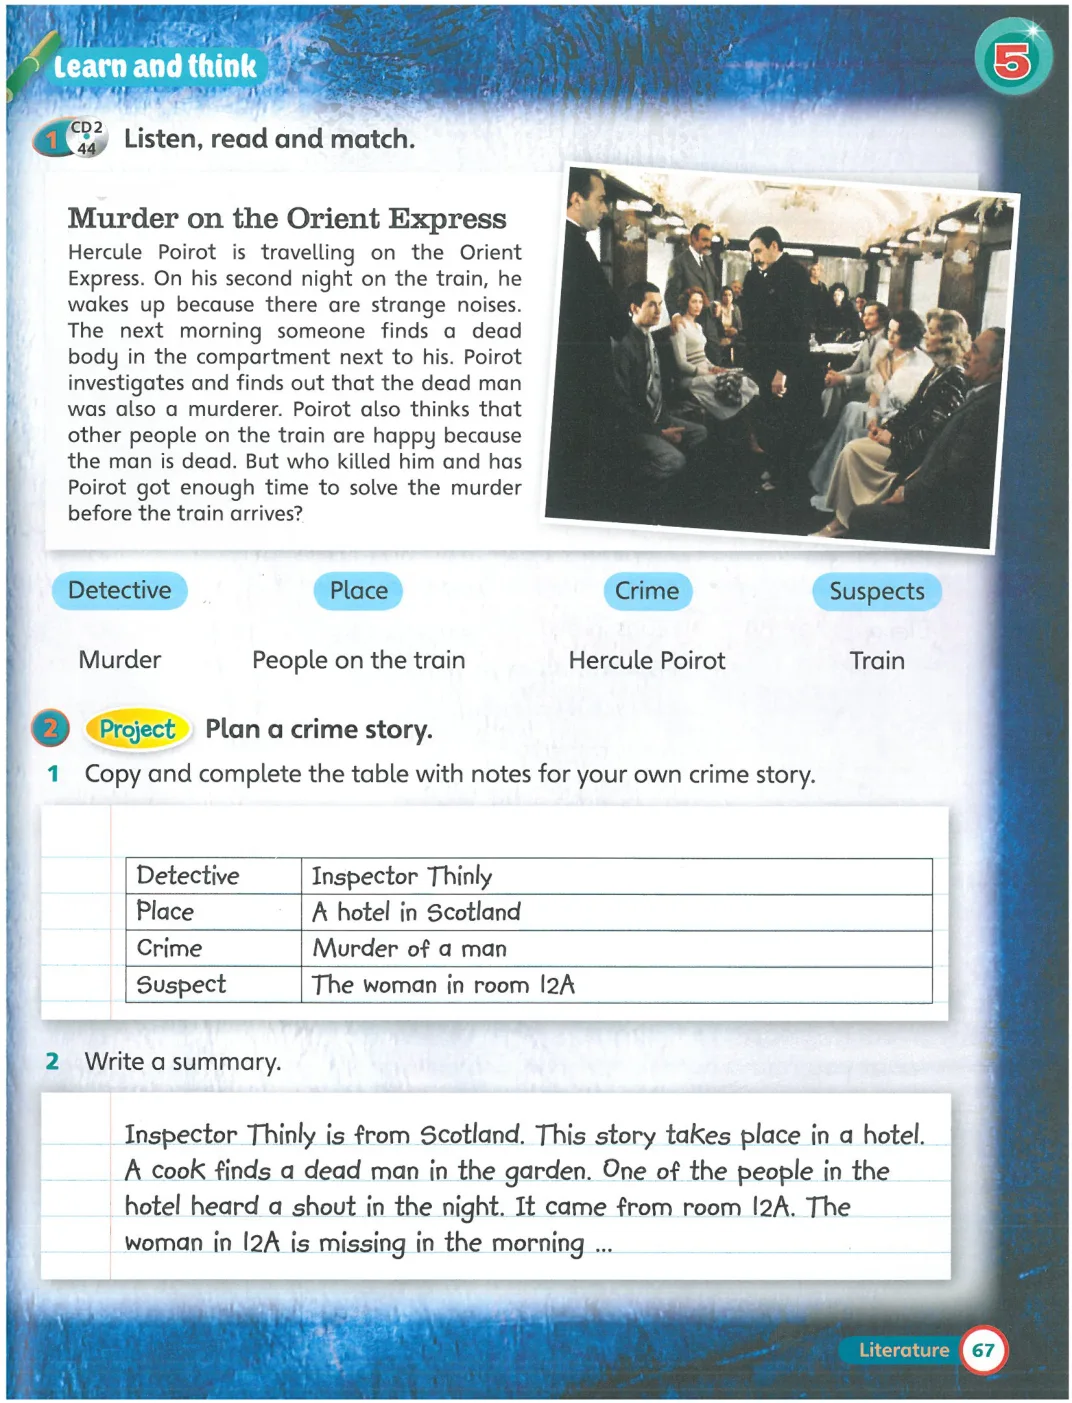 Learn and think
5
1 CD2 44 Listen, read and match.
Murder on the Orient Express
Hercule Poirot is travelling on the Orient
Express. On his second night on the train, he
wakes up because there are strange noises.
The next morning someone finds a dead
body in the compartment next to his. Poirot
investigates and finds out that the dead man
was also a murderer. Poirot also thinks that
other people on the train are happy because
the man is dead. But who killed him and has
Poirot got enough time to solve the murder
before the train arrives?
Detective Place Crime Suspects
Murder People on the train Hercule Poirot Train
2 Project Plan a crime story.
1 Copy and complete the table with notes for your own crime story.
Detective Inspector Thinly
Place A hotel in Scotland
Crime Murder of a man
Suspect The woman in room 12A
2 Write a summary.
Inspector Thinly is from Scotland. This story takes place in a hotel.
A cook finds a dead man in the garden. One of the people in the
hotel heard a shout in the night. It came from room 12A. The
woman in 12A is missing in the morning ...
Literature 67